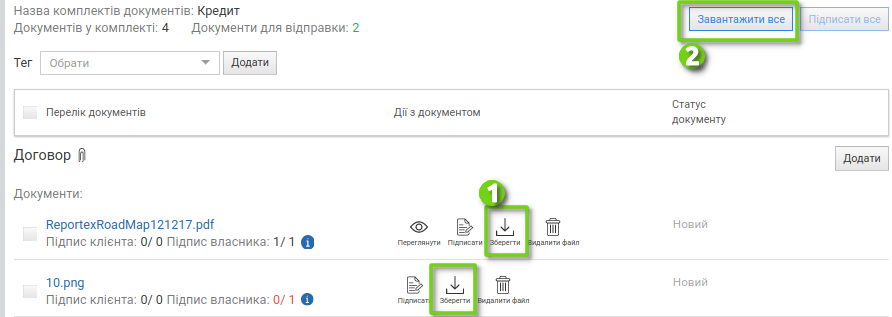 Назва комплектів документів: Кредит
Документів у комплекті: 4 Документи для відправки: 2
Завантажити все Підписати все
2
Тег Обрати Додати
Перелік документів Дії з документом Статус документу
Договор Додати
Документи:
1
ReportexRoadMap121217.pdf
Підпис клієнта: 0/ 0 Підпис власника: 1/ 1
Переглянути Підписати Зберегти Видалити файл
Новий
10.png
Підпис клієнта: 0/ 0 Підпис власника: 0/ 1
Підписати Зберегти Видалити файл
Новий